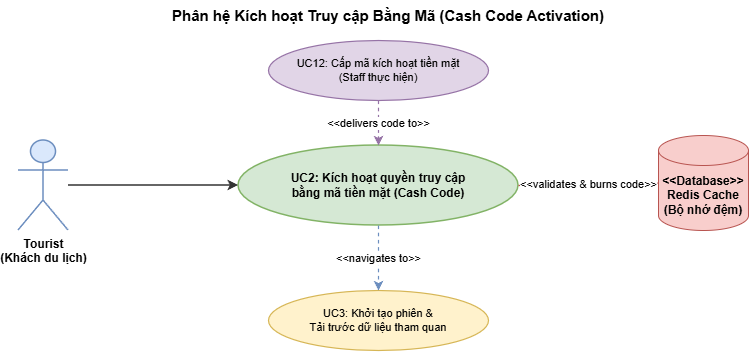 Phân hệ Kích hoạt Truy cập Bằng Mã (Cash Code Activation)
UC12: Cấp mã kích hoạt tiền mặt
(Staff thực hiện)
<<delivers code to>>
UC2: Kích hoạt quyền truy cập
bằng mã tiền mặt (Cash Code)
<<validates & burns code>>
<<Database>>
Redis Cache
(Bộ nhớ đệm)
Tourist
(Khách du lịch)
<<navigates to>>
UC3: Khởi tạo phiên &
Tải trước dữ liệu tham quan